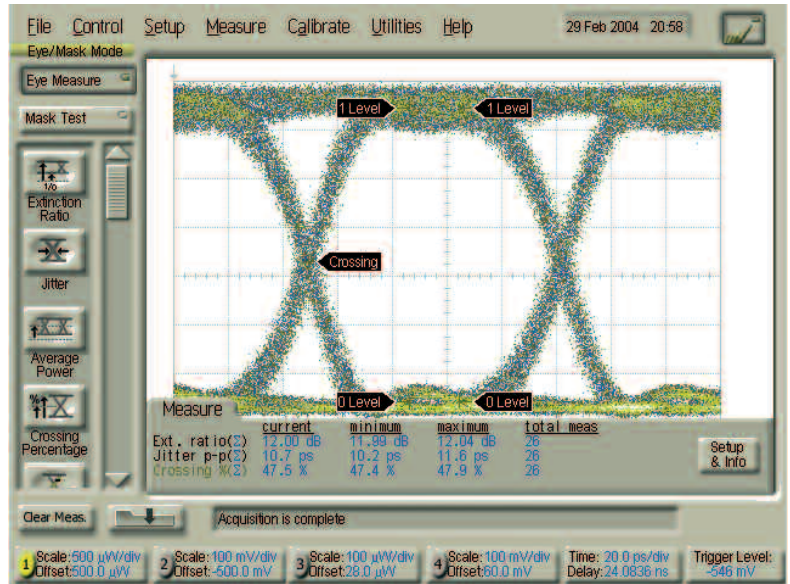 File Control Setup Measure Calibrate Utilities Help 29 Feb 2004 20:58
Eye/Mask Mode
Eye Measure
Mask Test
1/0
Extinction
Ratio
Jitter
Average
Power
%
Crossing
Percentage
1 Level 1 Level
Crossing
0 Level 0 Level
Measure
current minimum maximum total meas
Ext. ratio(Σ) 12.00 dB 11.99 dB 12.04 dB 26
Jitter p-p(Σ) 10.7 ps 10.2 ps 11.6 ps 26
Crossing %(Σ) 47.5 % 47.4 % 47.9 % 26
Setup
& Info
Clear Meas.
Acquisition is complete
1 Scale:500 µW/div
Offset:500.0 µW
2 Scale:100 mV/div
Offset:-500.0 mV
3 Scale:100 µW/div
Offset:28.0 µW
4 Scale:100 mV/div
Offset:60.0 mV
Time: 20.0 ps/div
Delay:24.0836 ns
Trigger Level:
-546 mV